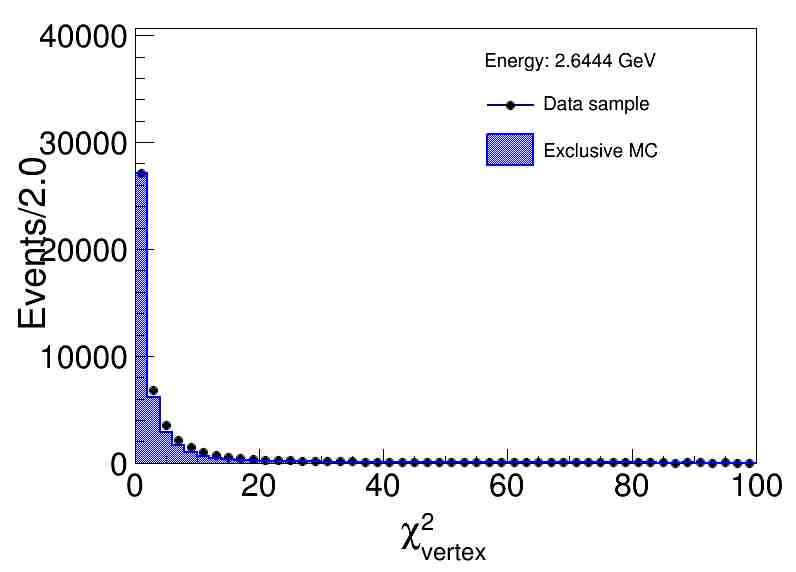 40000
30000
20000
10000
0
Events/2.0
Energy: 2.6444 GeV
Data sample
Exclusive MC
0 20 40 60 80 100
χ²vertex